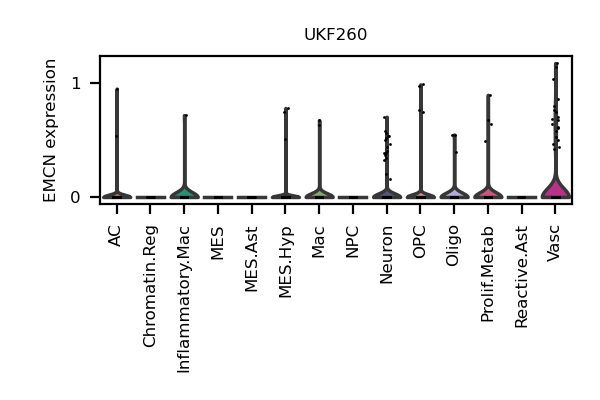 UKF260
EMCN expression
1
0
AC
Chromatin.Reg
Inflammatory.Mac
MES
MES.Ast
MES.Hyp
Mac
NPC
Neuron
OPC
Oligo
Prolif.Metab
Reactive.Ast
Vasc